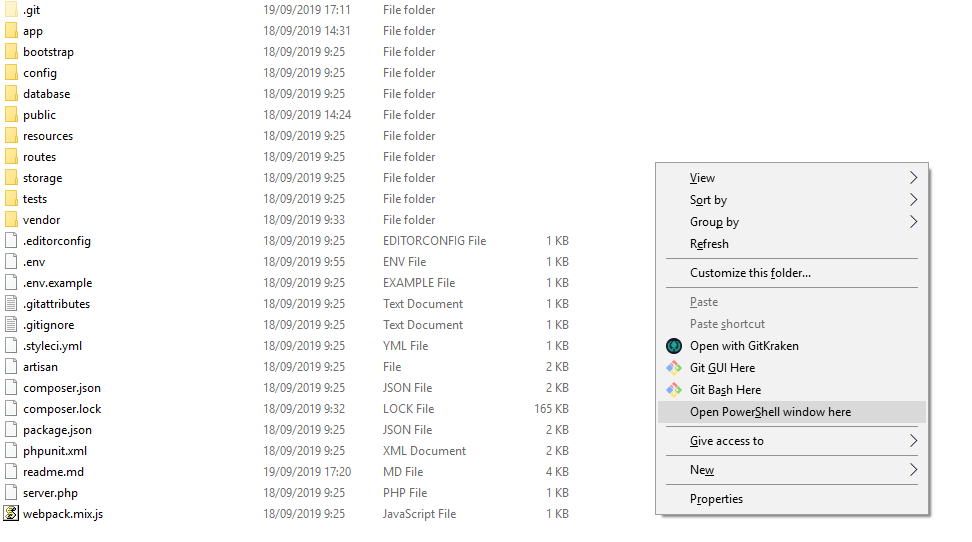 .git 19/09/2019 17:11 File folder
app 18/09/2019 14:31 File folder
bootstrap 18/09/2019 9:25 File folder
config 18/09/2019 9:25 File folder
database 18/09/2019 9:25 File folder
public 18/09/2019 14:24 File folder
resources 18/09/2019 9:25 File folder
routes 18/09/2019 9:25 File folder
storage 18/09/2019 9:25 File folder
tests 18/09/2019 9:25 File folder
vendor 18/09/2019 9:33 File folder
.editorconfig 18/09/2019 9:25 EDITORCONFIG File 1 KB
.env 18/09/2019 9:55 ENV File 1 KB
.env.example 18/09/2019 9:25 EXAMPLE File 1 KB
.gitattributes 18/09/2019 9:25 Text Document 1 KB
.gitignore 18/09/2019 9:25 Text Document 1 KB
.styleci.yml 18/09/2019 9:25 YML File 1 KB
artisan 18/09/2019 9:25 File 2 KB
composer.json 18/09/2019 9:25 JSON File 2 KB
composer.lock 18/09/2019 9:32 LOCK File 165 KB
package.json 18/09/2019 9:25 JSON File 2 KB
phpunit.xml 18/09/2019 9:25 XML Document 2 KB
readme.md 19/09/2019 17:20 MD File 4 KB
server.php 18/09/2019 9:25 PHP File 1 KB
webpack.mix.js 18/09/2019 9:25 JavaScript File 1 KB
View
Sort by
Group by
Refresh
Customize this folder...
Paste
Paste shortcut
Open with GitKraken
Git GUI Here
Git Bash Here
Open PowerShell window here
Give access to
New
Properties